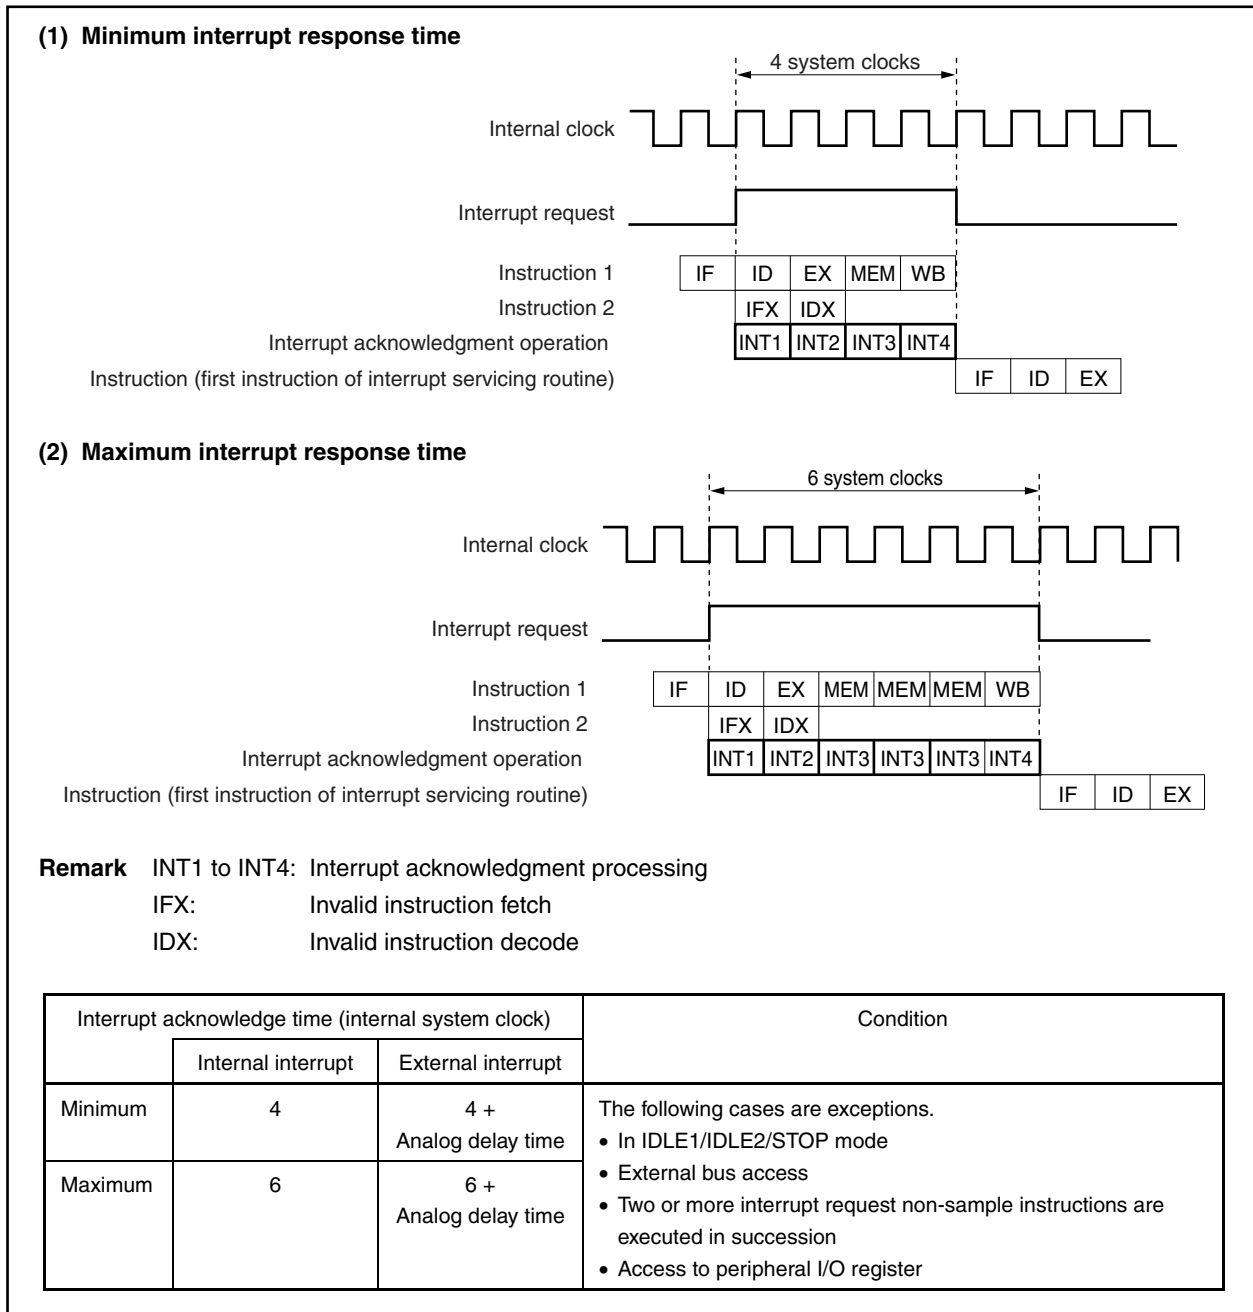 (1) Minimum interrupt response time
4 system clocks
Internal clock
Interrupt request
Instruction 1 IF ID EX MEM WB
Instruction 2 IFX IDX
Interrupt acknowledgment operation INT1 INT2 INT3 INT4
Instruction (first instruction of interrupt servicing routine) IF ID EX
(2) Maximum interrupt response time
6 system clocks
Internal clock
Interrupt request
Instruction 1 IF ID EX MEM MEM MEM WB
Instruction 2 IFX IDX
Interrupt acknowledgment operation INT1 INT2 INT3 INT3 INT3 INT4
Instruction (first instruction of interrupt servicing routine) IF ID EX
Remark INT1 to INT4: Interrupt acknowledgment processing
IFX: Invalid instruction fetch
IDX: Invalid instruction decode
Interrupt acknowledge time (internal system clock) Condition
Internal interrupt External interrupt
Minimum 4 4 +
Analog delay time
Maximum 6 6 +
Analog delay time
The following cases are exceptions.
• In IDLE1/IDLE2/STOP mode
• External bus access
• Two or more interrupt request non-sample instructions are
executed in succession
• Access to peripheral I/O register